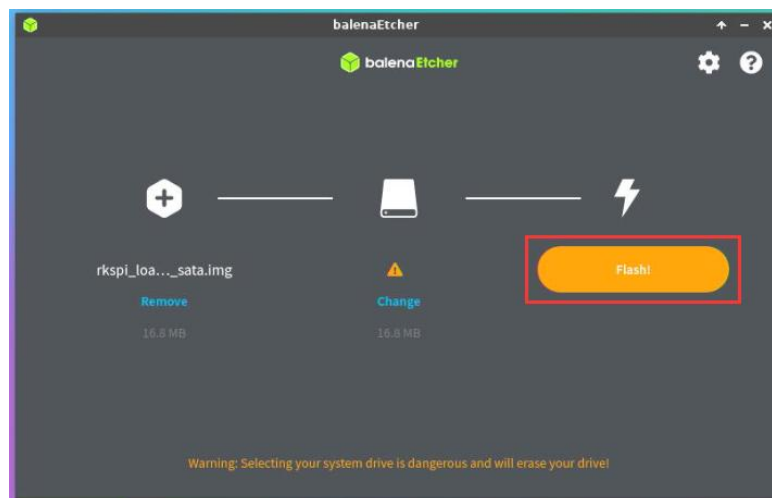 balenaEtcher
balenaEtcher
rkspi_loa..._sata.img
Flash!
Remove
Change
16.8 MB
16.8 MB
Warning: Selecting your system drive is dangerous and will erase your drive!